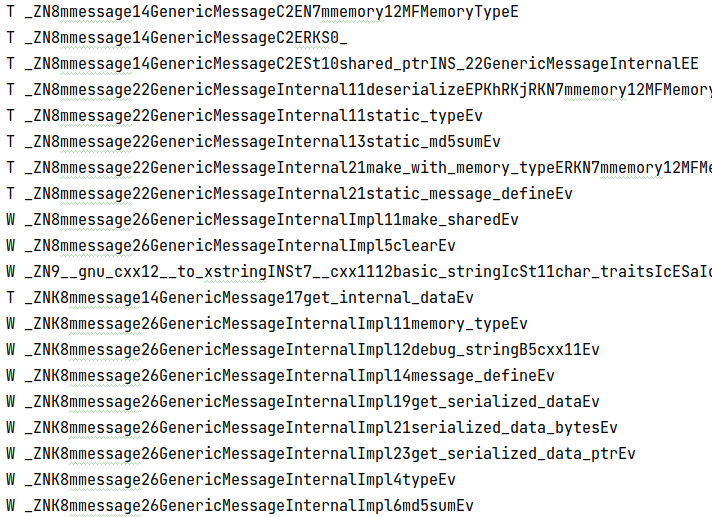 T _ZN8mmessage14GenericMessageC2EN7mmemory12MFMemoryTypeE
T _ZN8mmessage14GenericMessageC2ERKS0_
T _ZN8mmessage14GenericMessageC2ESt10shared_ptrINS_22GenericMessageInternalEE
T _ZN8mmessage22GenericMessageInternal11deserializeEPKhRKjRKN7mmemory12MFMemory
T _ZN8mmessage22GenericMessageInternal11static_typeEv
T _ZN8mmessage22GenericMessageInternal13static_md5sumEv
T _ZN8mmessage22GenericMessageInternal21make_with_memory_typeERKN7mmemory12MFMe
T _ZN8mmessage22GenericMessageInternal21static_message_defineEv
W _ZN8mmessage26GenericMessageInternalImpl11make_sharedEv
W _ZN8mmessage26GenericMessageInternalImpl5clearEv
W _ZN9__gnu_cxx12__to_xstringINSt7__cxx1112basic_stringIcSt11char_traitsIcESaIc
T _ZNK8mmessage14GenericMessage17get_internal_dataEv
W _ZNK8mmessage26GenericMessageInternalImpl11memory_typeEv
W _ZNK8mmessage26GenericMessageInternalImpl12debug_stringB5cxx11Ev
W _ZNK8mmessage26GenericMessageInternalImpl14message_defineEv
W _ZNK8mmessage26GenericMessageInternalImpl19get_serialized_dataEv
W _ZNK8mmessage26GenericMessageInternalImpl21serialized_data_bytesEv
W _ZNK8mmessage26GenericMessageInternalImpl23get_serialized_data_ptrEv
W _ZNK8mmessage26GenericMessageInternalImpl4typeEv
W _ZNK8mmessage26GenericMessageInternalImpl6md5sumEv